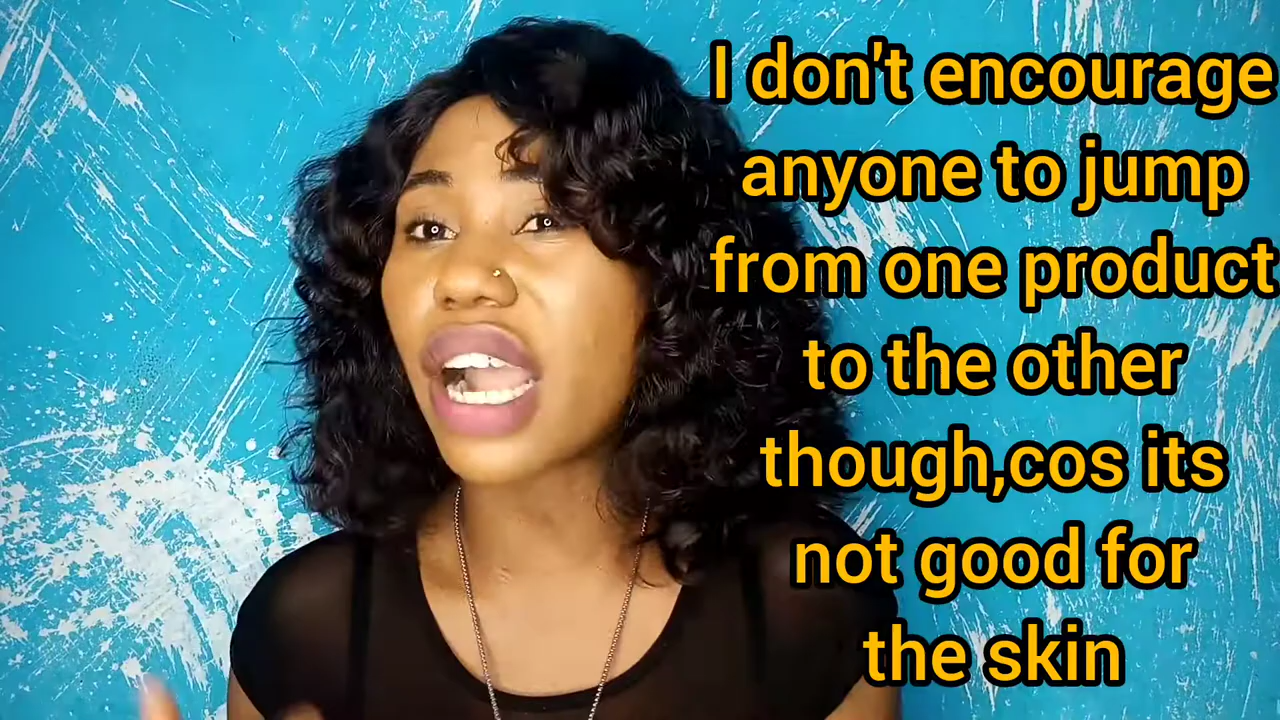 I don't encourage
anyone to jump
from one product
to the other
though,cos its
not good for
the skin